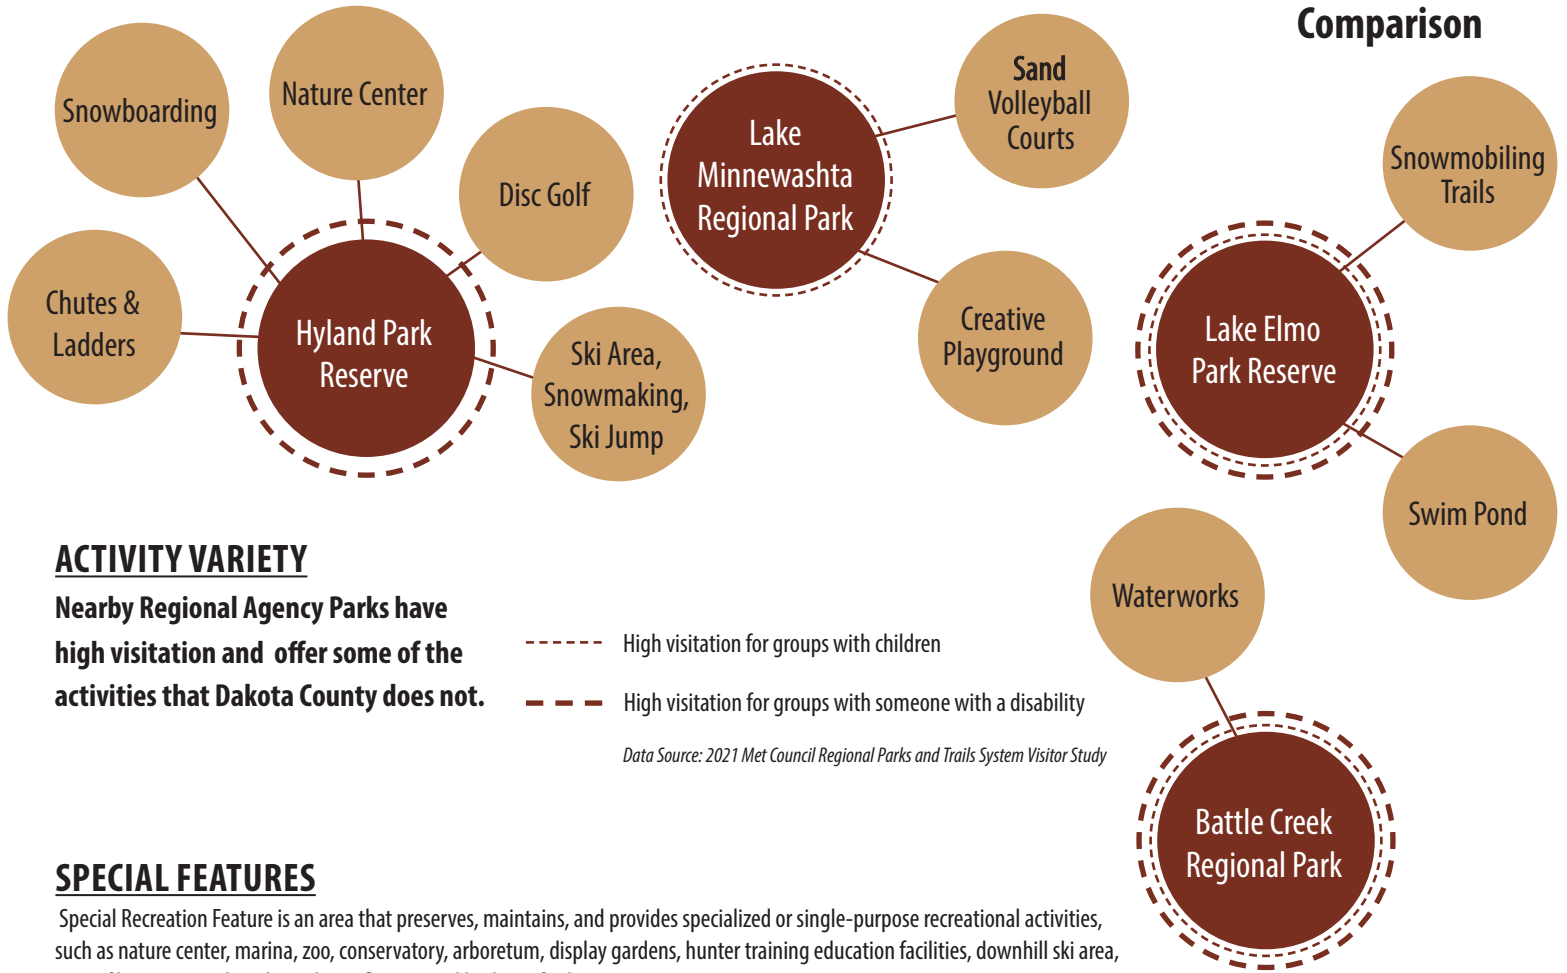 Comparison
Snowboarding
Nature Center
Disc Golf
Chutes &
Ladders
Hyland Park
Reserve
Ski Area,
Snowmaking,
Ski Jump
Lake
Minnewashta
Regional Park
Sand
Volleyball
Courts
Creative
Playground
Snowmobiling
Trails
Lake Elmo
Park Reserve
Swim Pond
Waterworks
Battle Creek
Regional Park
ACTIVITY VARIETY
Nearby Regional Agency Parks have
high visitation and offer some of the
activities that Dakota County does not.
High visitation for groups with children
High visitation for groups with someone with a disability
Data Source: 2021 Met Council Regional Parks and Trails System Visitor Study
SPECIAL FEATURES
Special Recreation Feature is an area that preserves, maintains, and provides specialized or single-purpose recreational activities,
such as nature center, marina, zoo, conservatory, arboretum, display gardens, hunter training education facilities, downhill ski area,